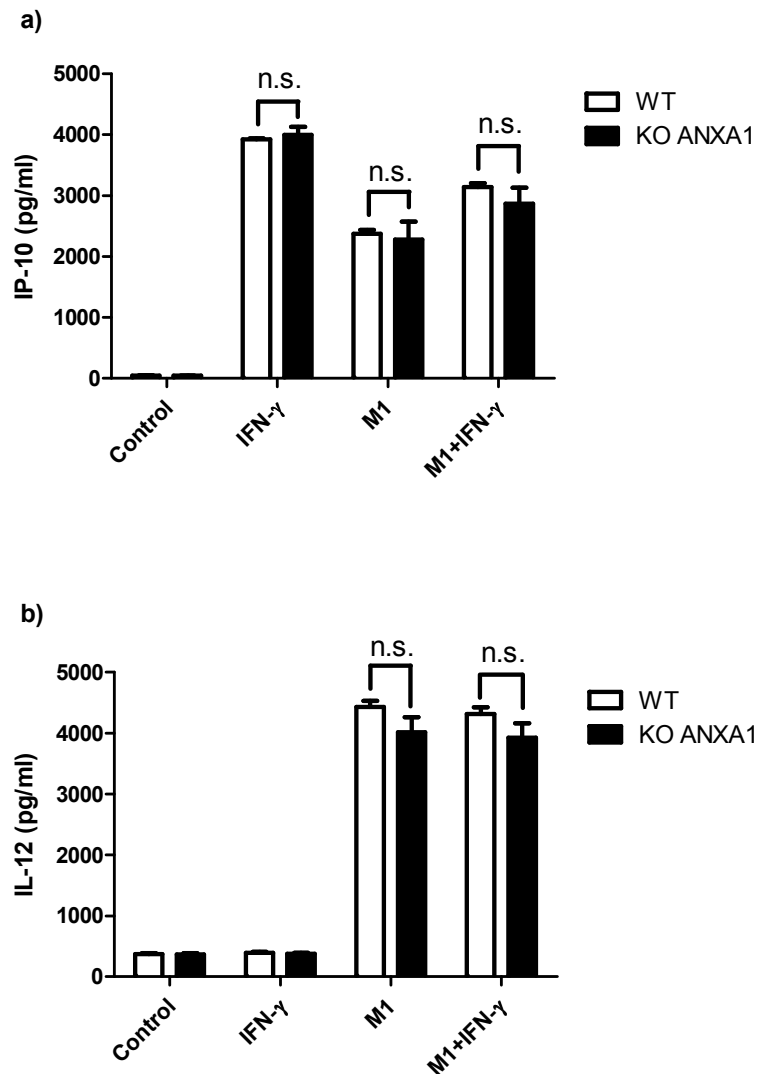 a)
n.s.
n.s.
n.s.
WT
KO ANXA1
5000
4000
3000
2000
1000
0
IP-10 (pg/ml)
Control
IFN-γ
M1
M1+IFN-γ
b)
n.s.
n.s.
WT
KO ANXA1
5000
4000
3000
2000
1000
0
IL-12 (pg/ml)
Control
IFN-γ
M1
M1+IFN-γ